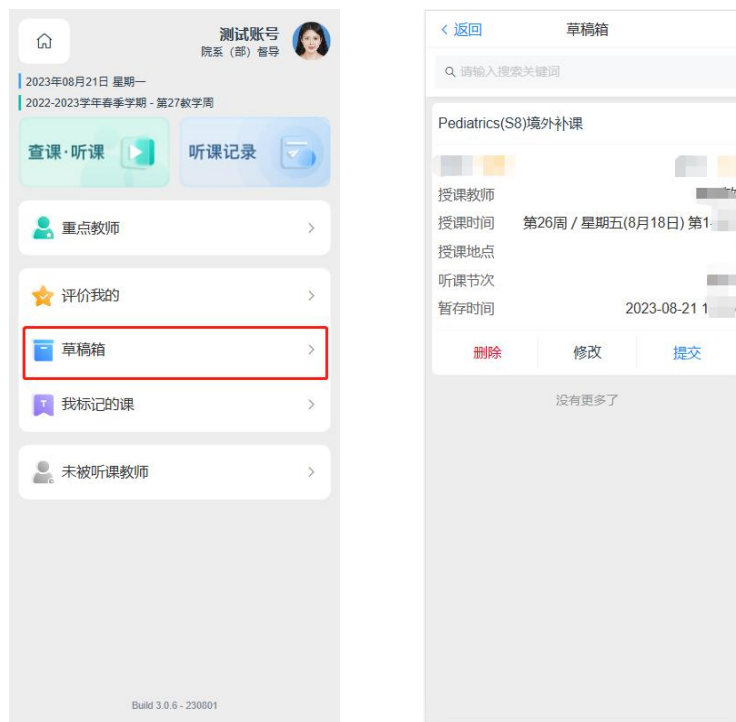 测试账号
院系（部）督导
2023年08月21日 星期一
2022-2023学年春季学期 - 第27教学周
查课·听课
听课记录
重点教师
评价我的
草稿箱
我标记的课
未被听课教师
Build 3.0.6 - 230801
返回
草稿箱
请输入搜索关键词
Pediatrics(S8)境外补课
授课教师
授课时间 第26周 / 星期五(8月18日) 第1-
授课地点
听课节次
暂存时间 2023-08-21 1
删除 修改 提交
没有更多了